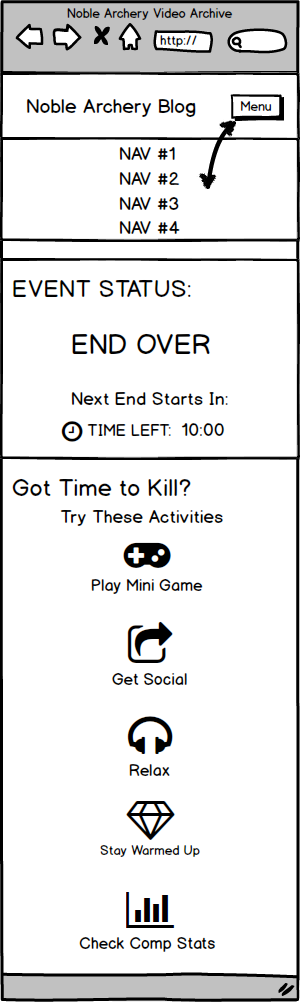 Noble Archery Video Archive
http://
Noble Archery Blog
Menu
NAV #1
NAV #2
NAV #3
NAV #4
EVENT STATUS:
END OVER
Next End Starts In:
TIME LEFT: 10:00
Got Time to Kill?
Try These Activities
Play Mini Game
Get Social
Relax
Stay Warmed Up
Check Comp Stats